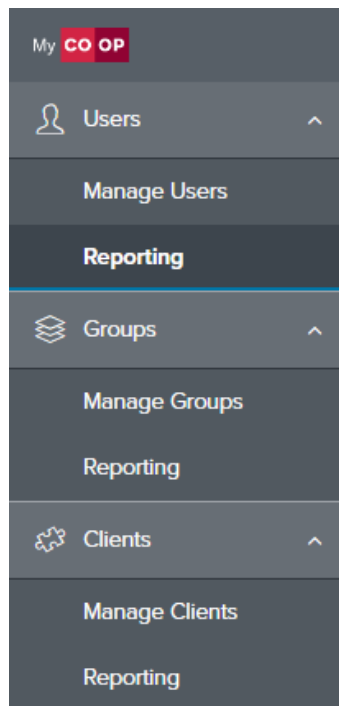 My CO OP
Users
Manage Users
Reporting
Groups
Manage Groups
Reporting
Clients
Manage Clients
Reporting